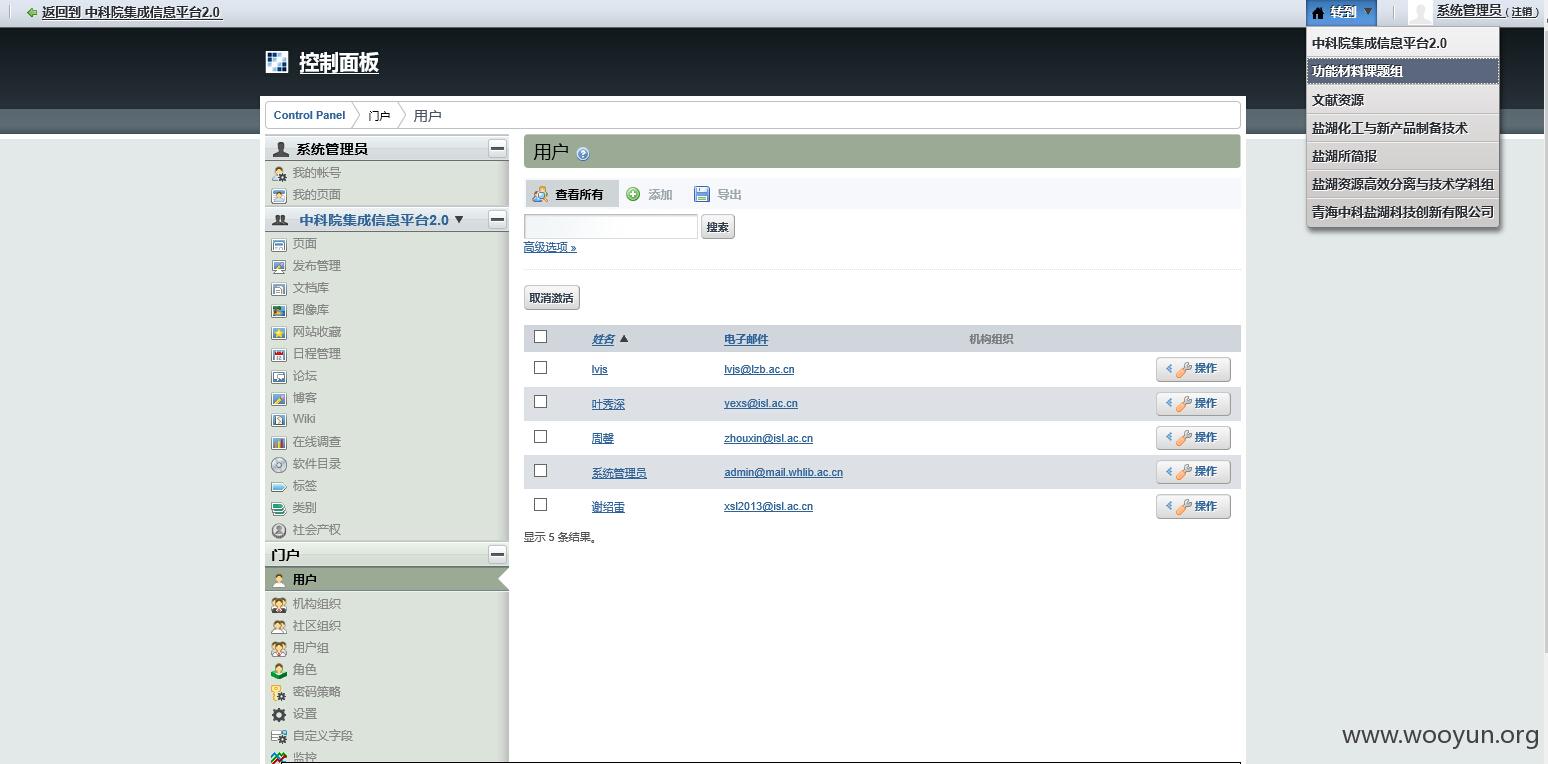 返回到 中科院集成信息平台2.0
转到 ▼
系统管理员 (注销)
控制面板
中科院集成信息平台2.0
功能材料课题组
文献资源
盐湖化工与新产品制备技术
盐湖所简报
盐湖资源高效分离与技术学科组
青海中科盐湖科技创新有限公司
Control Panel
门户
用户
系统管理员
我的帐号
我的页面
中科院集成信息平台2.0 ▼
页面
发布管理
文档库
图像库
网站收藏
日程管理
论坛
博客
Wiki
在线调查
软件目录
标签
类别
社会产权
门户
用户
机构组织
社区组织
用户组
角色
密码策略
设置
自定义字段
监控
用户
查看所有 添加 导出
搜索
高级选项 »
取消激活
姓名 ▲ 电子邮件 机构组织
lvjs lvjs@lzb.ac.cn 操作
叶秀深 yexs@isl.ac.cn 操作
周馨 zhouxin@isl.ac.cn 操作
系统管理员 admin@mail.whlib.ac.cn 操作
谢绍雷 xsl2013@isl.ac.cn 操作
显示 5 条结果。
www.wooyun.org